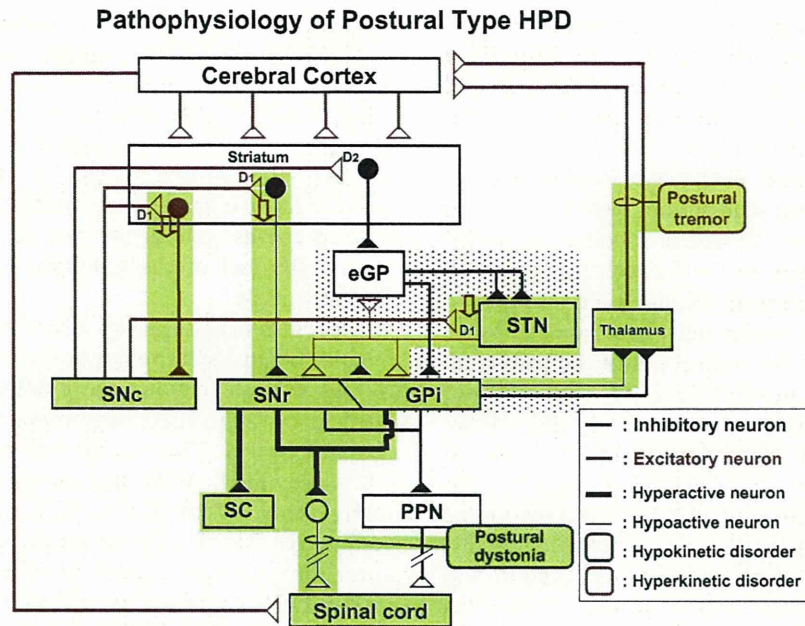 Pathophysiology of Postural Type HPD
Cerebral Cortex
Striatum
D2
D1
D1
Postural
tremor
eGP
D1
STN
Thalamus
SNc
SNr
GPi
SC
PPN
Postural
dystonia
Spinal cord
: Inhibitory neuron
: Excitatory neuron
: Hyperactive neuron
: Hypoactive neuron
: Hypokinetic disorder
: Hyperkinetic disorder